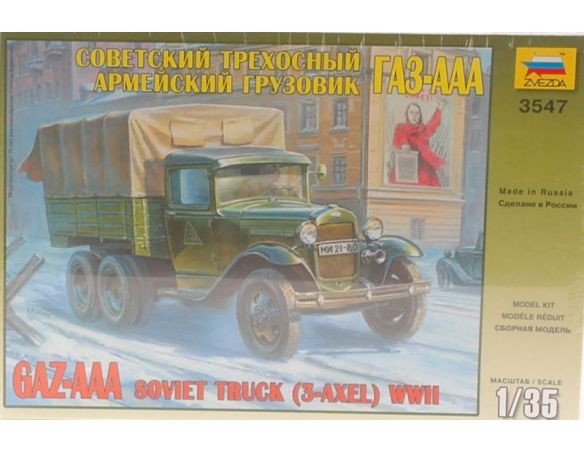 СОВЕТСКИЙ ТРЕХОСНЫЙ
АРМЕЙСКИЙ ГРУЗОВИК ГАЗ-ААА
ZVEZDA
3547
Made in Russia
Сделано в России
МИ 21-80
MODEL KIT
MODÈLE RÉDUIT
СБОРНАЯ МОДЕЛЬ
МАСШТАБ / SCALE
1/35
GAZ-AAA SOVIET TRUCK (3-AXEL) WWII